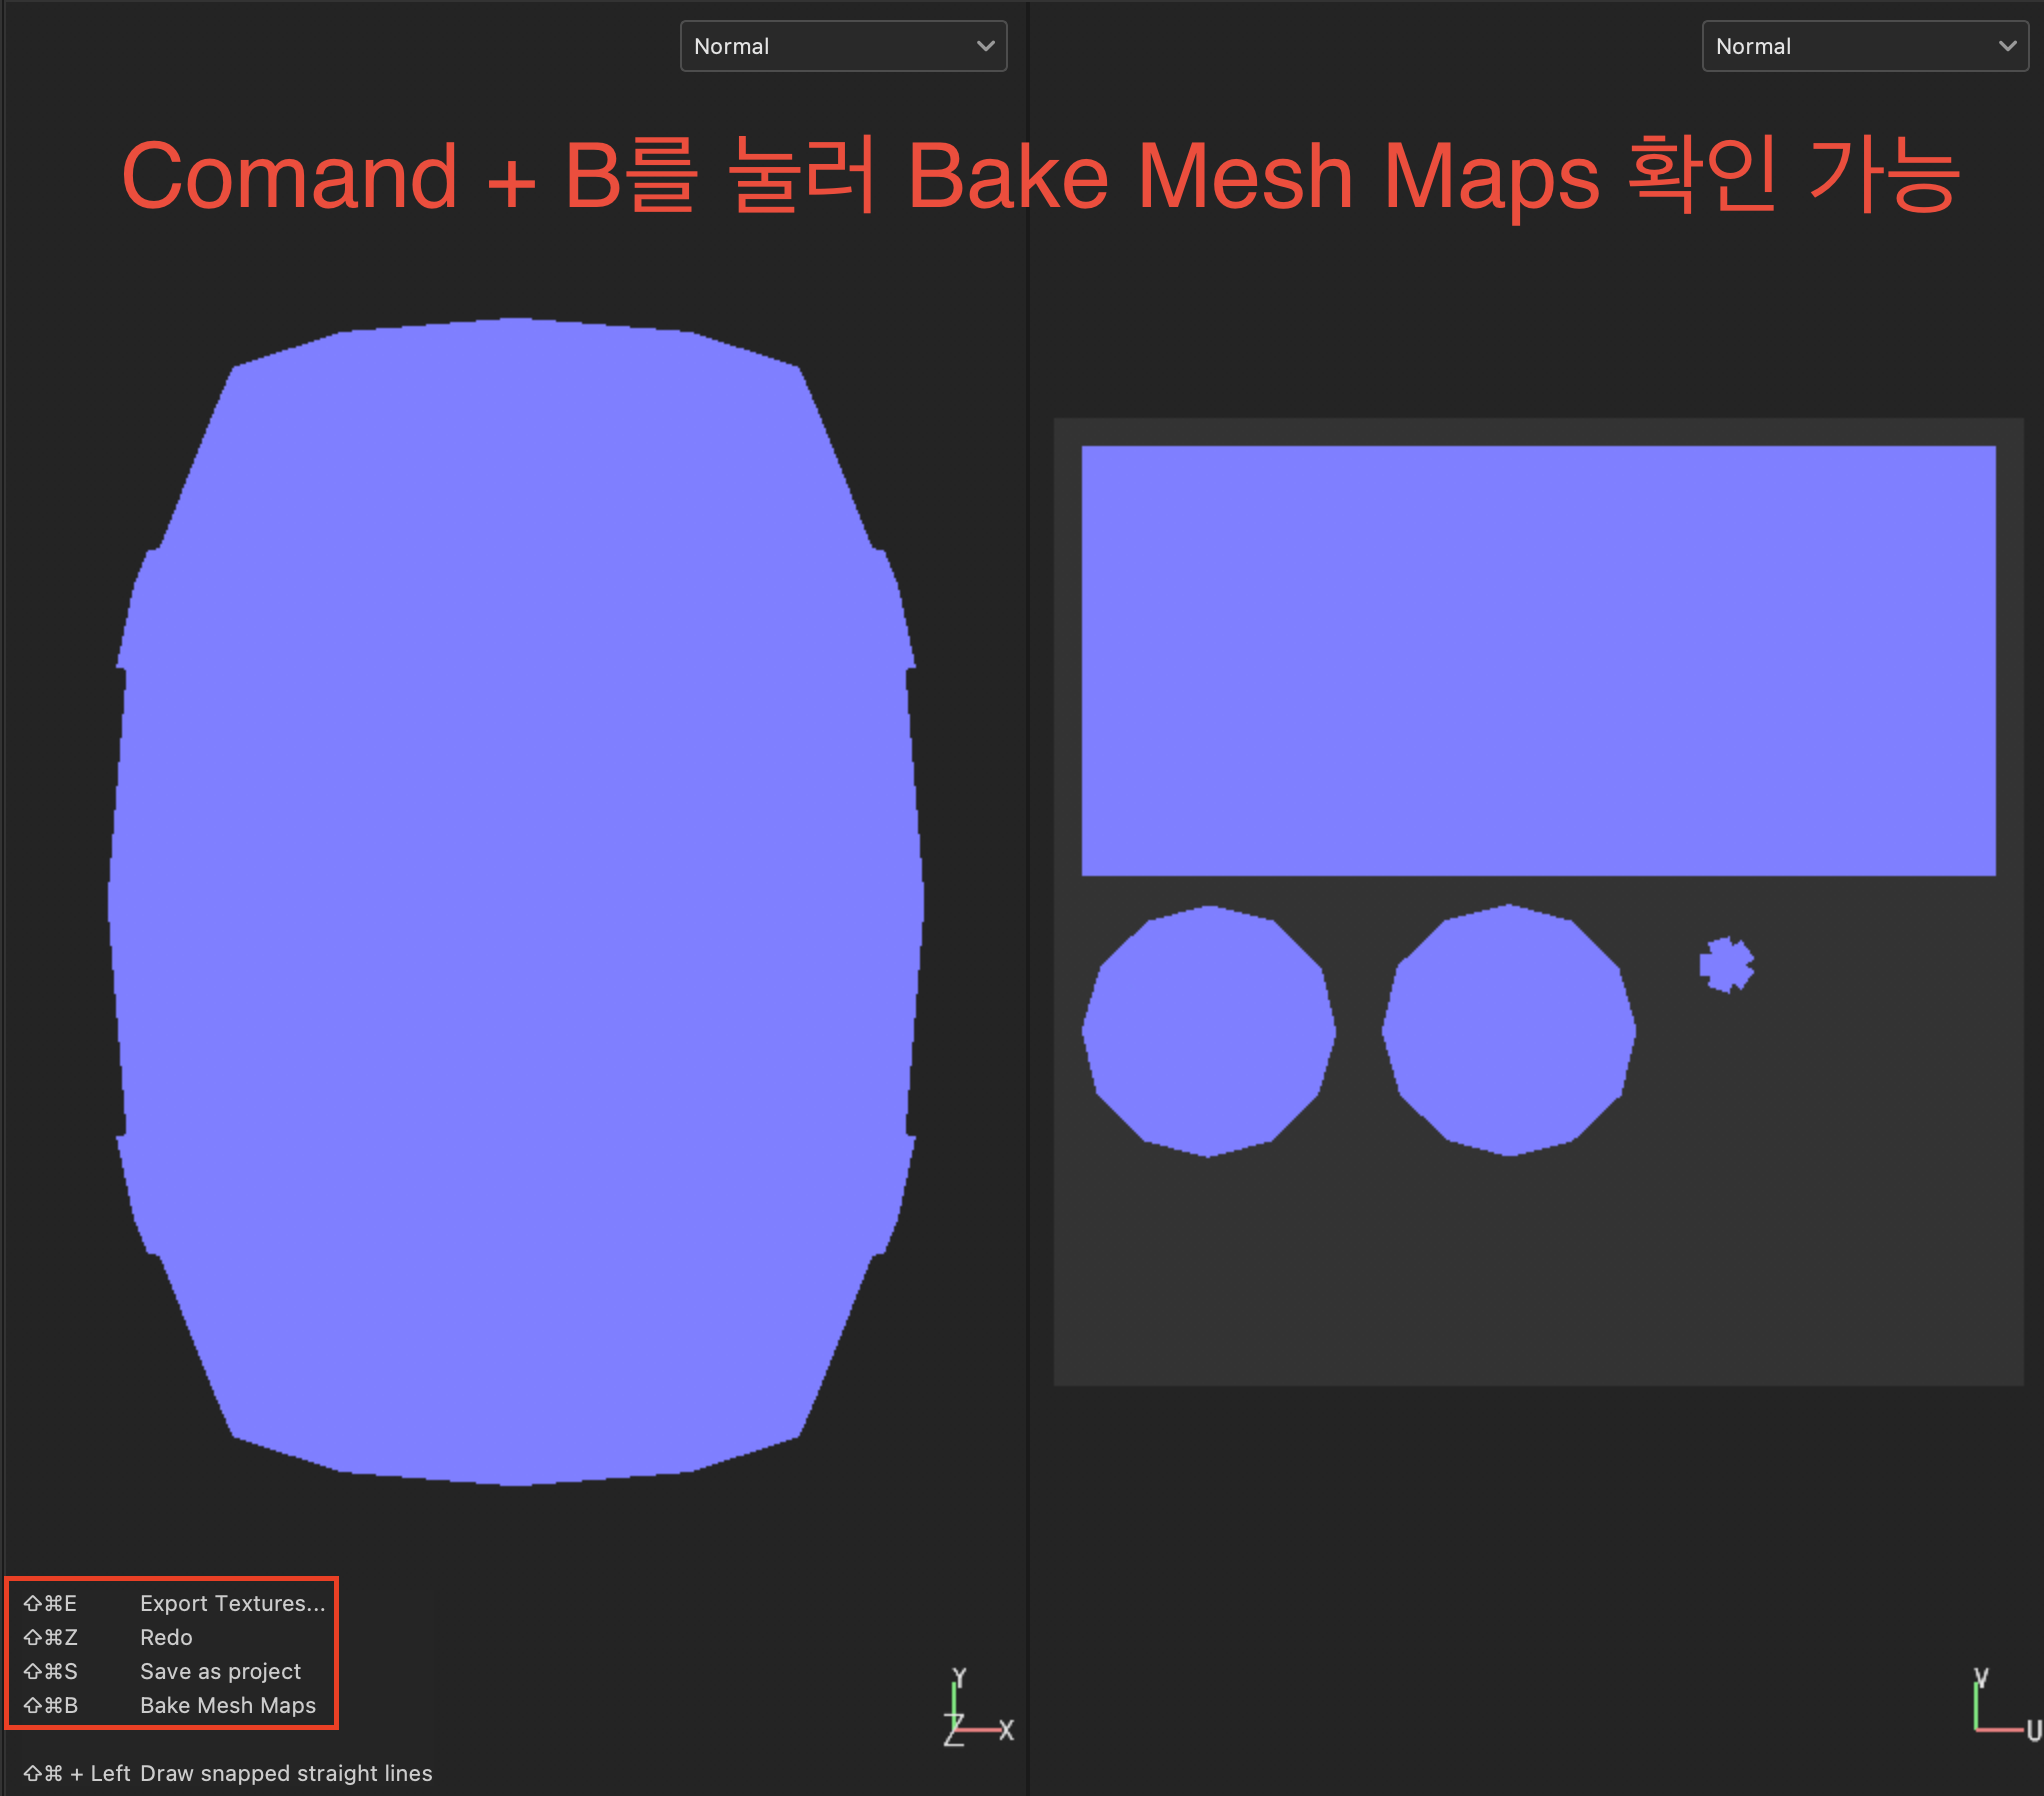 Normal
Normal
Comand + B를 눌러 Bake Mesh Maps 확인 가능
⇧⌘E Export Textures...
⇧⌘Z Redo
⇧⌘S Save as project
⇧⌘B Bake Mesh Maps
⇧⌘ + Left Draw snapped straight lines
Y
Z X
V
U